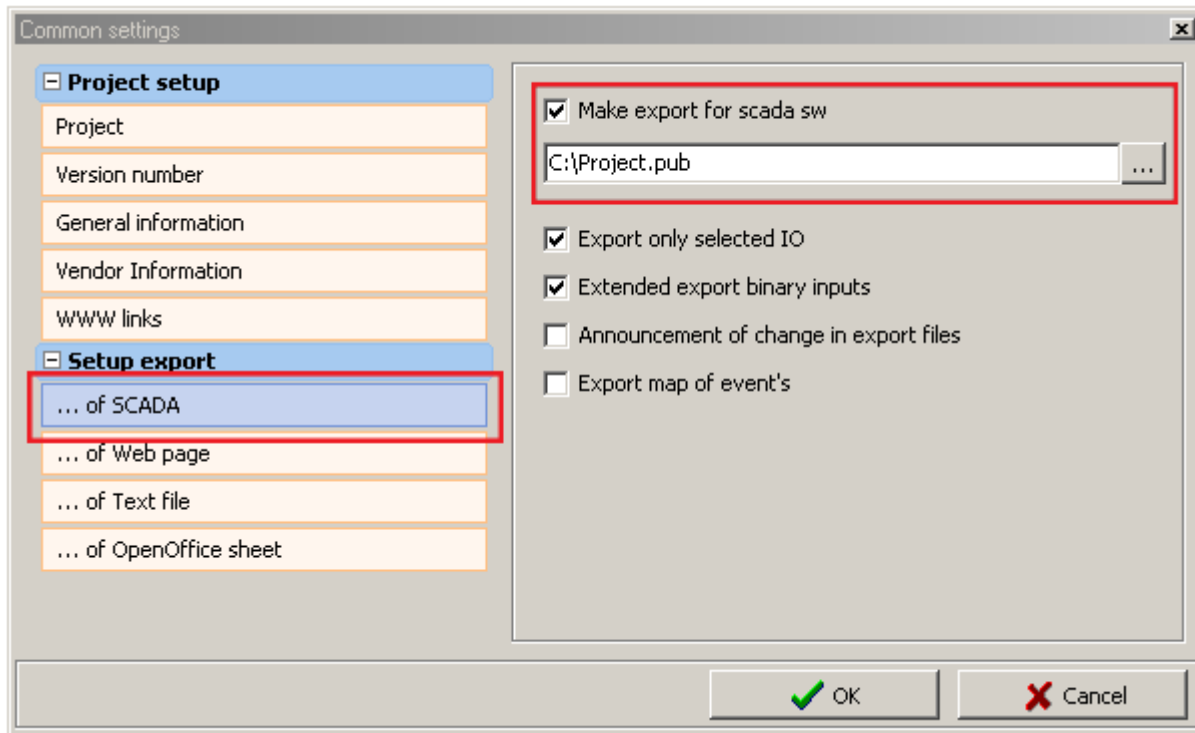 Common settings
Project setup
Project
Version number
General information
Vendor Information
WWW links
Setup export
... of SCADA
... of Web page
... of Text file
... of OpenOffice sheet
Make export for scada sw
C:\Project.pub
...
Export only selected IO
Extended export binary inputs
Announcement of change in export files
Export map of event's
OK
Cancel